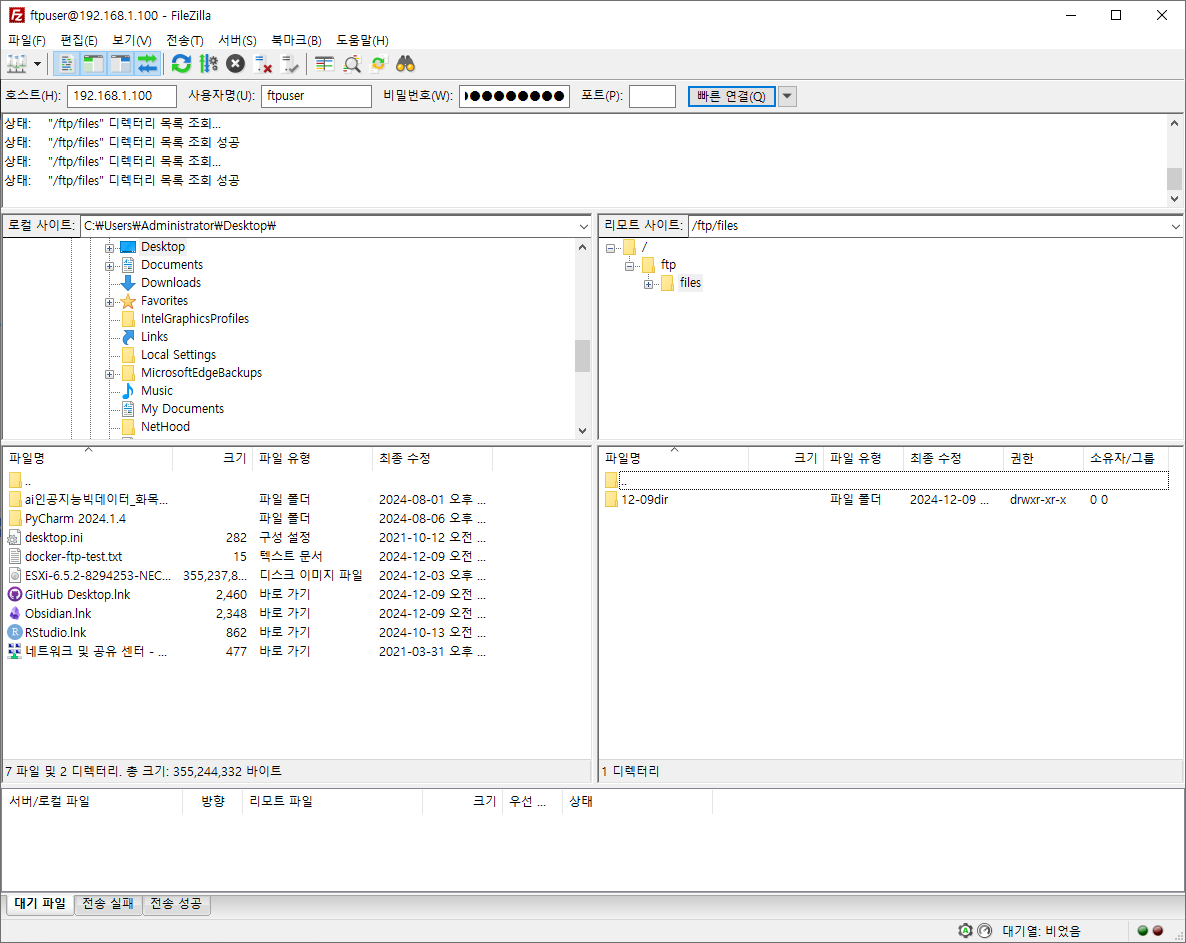 ftpuser@192.168.1.100 - FileZilla
파일(F) 편집(E) 보기(V) 전송(T) 서버(S) 북마크(B) 도움말(H)
호스트(H): 192.168.1.100 사용자명(U): ftpuser 비밀번호(W): ●●●●●●●● 포트(P): 빠른 연결(Q)
상태: "/ftp/files" 디렉터리 목록 조회...
상태: "/ftp/files" 디렉터리 목록 조회 성공
상태: "/ftp/files" 디렉터리 목록 조회...
상태: "/ftp/files" 디렉터리 목록 조회 성공
로컬 사이트: C:₩Users₩Administrator₩Desktop₩
Desktop
Documents
Downloads
Favorites
IntelGraphicsProfiles
Links
Local Settings
MicrosoftEdgeBackups
Music
My Documents
NetHood
리모트 사이트: /ftp/files
/
ftp
files
파일명 크기 파일 유형 최종 수정
..
ai인공지능빅데이터_화목... 파일 폴더 2024-08-01 오후 ...
PyCharm 2024.1.4 파일 폴더 2024-08-06 오후 ...
desktop.ini 282 구성 설정 2021-10-12 오전 ...
docker-ftp-test.txt 15 텍스트 문서 2024-12-09 오전 ...
ESXi-6.5.2-8294253-NEC... 355,237,8... 디스크 이미지 파일 2024-12-03 오후 ...
GitHub Desktop.lnk 2,460 바로 가기 2024-12-09 오전 ...
Obsidian.lnk 2,348 바로 가기 2024-12-09 오전 ...
RStudio.lnk 862 바로 가기 2024-10-13 오전 ...
네트워크 및 공유 센터 - ... 477 바로 가기 2021-03-31 오후 ...
7 파일 및 2 디렉터리. 총 크기: 355,244,332 바이트
파일명 크기 파일 유형 최종 수정 권한 소유자/그룹
..
12-09dir 파일 폴더 2024-12-09 ... drwxr-xr-x 0 0
1 디렉터리
서버/로컬 파일 방향 리모트 파일 크기 우선 ... 상태
대기 파일 전송 실패 전송 성공
대기열: 비었음